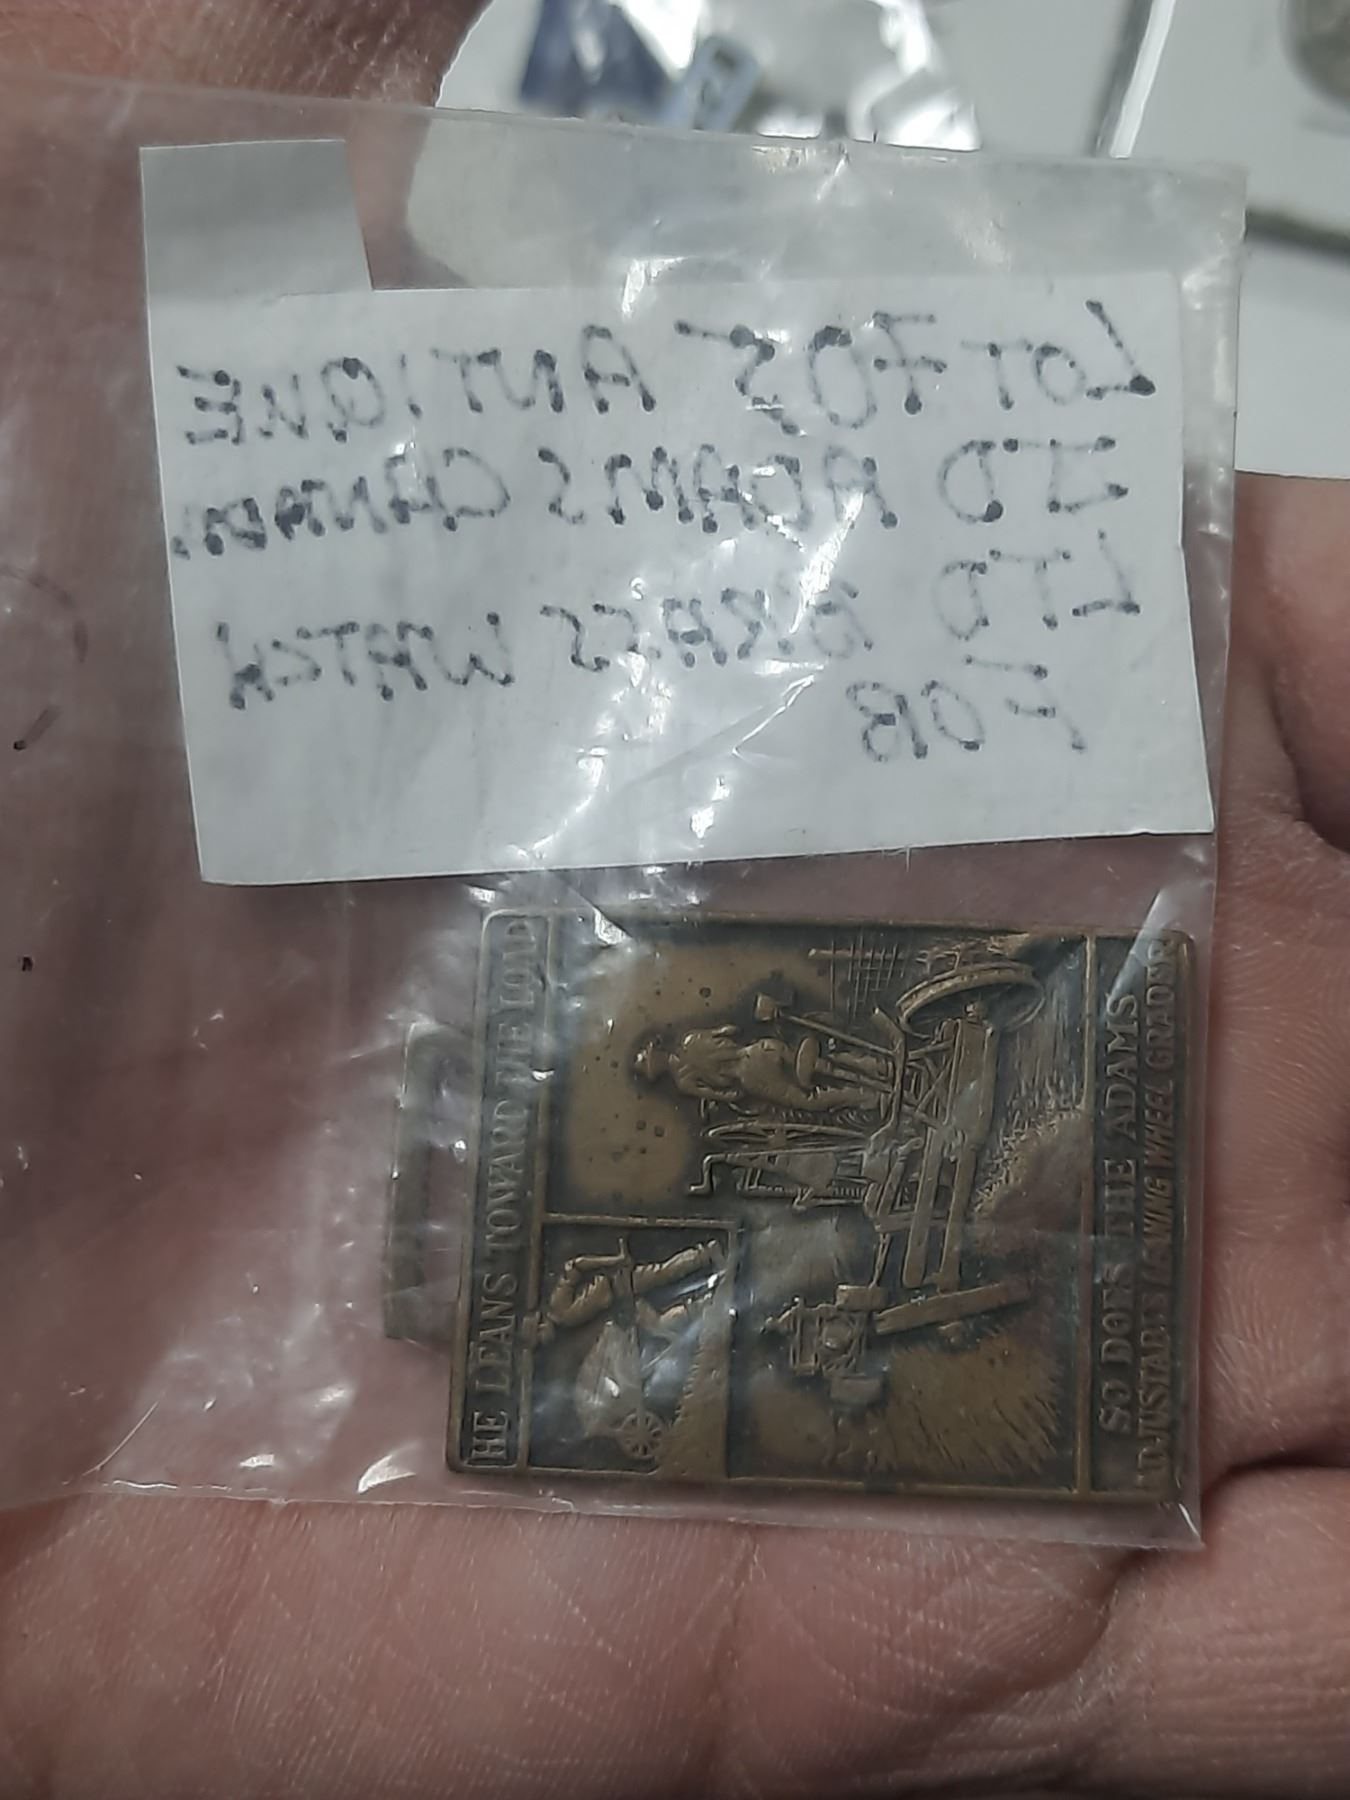 LOT 705 ANTIQUE
JD ADAMS CANADA
LTD BRASS WATCH
FOB
HE LEANS TOWARD THE LOAD
SO DOES THE ADAMS
ADJUSTABLE LEANING WHEEL GRADER